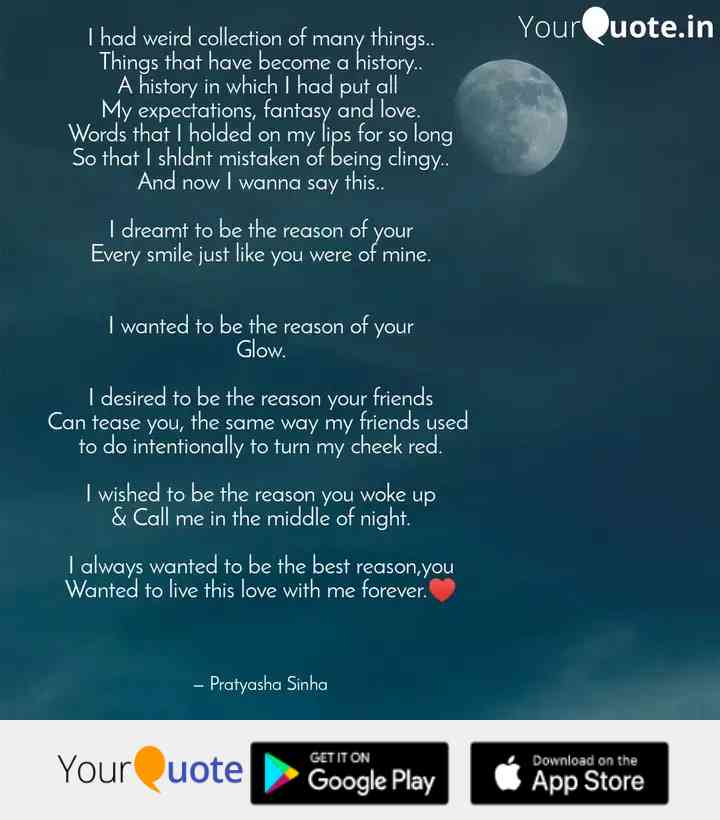 YourQuote.in
I had weird collection of many things..
Things that have become a history..
A history in which I had put all
My expectations, fantasy and love.
Words that I holded on my lips for so long
So that I shldnt mistaken of being clingy..
And now I wanna say this..
I dreamt to be the reason of your
Every smile just like you were of mine.
I wanted to be the reason of your
Glow.
I desired to be the reason your friends
Can tease you, the same way my friends used
to do intentionally to turn my cheek red.
I wished to be the reason you woke up
& Call me in the middle of night.
I always wanted to be the best reason,you
Wanted to live this love with me forever.♥️
– Pratyasha Sinha
YourQuote
GET IT ON
Google Play
Download on the
App Store